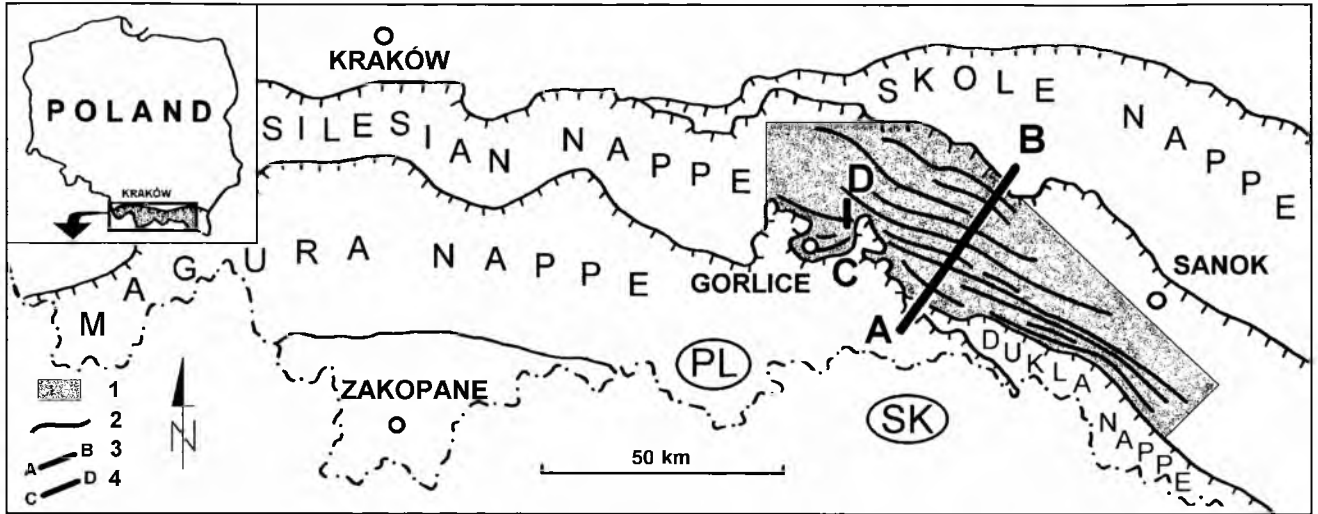 POLAND
KRAKÓW
KRAKÓW
SILESIAN NAPPE
SKOLE NAPPE
MAGURA NAPPE
DUKLA NAPPE
GORLICE
SANOK
ZAKOPANE
PL
SK
A
B
C
D
1
2
A B 3
C D 4
N
50 km